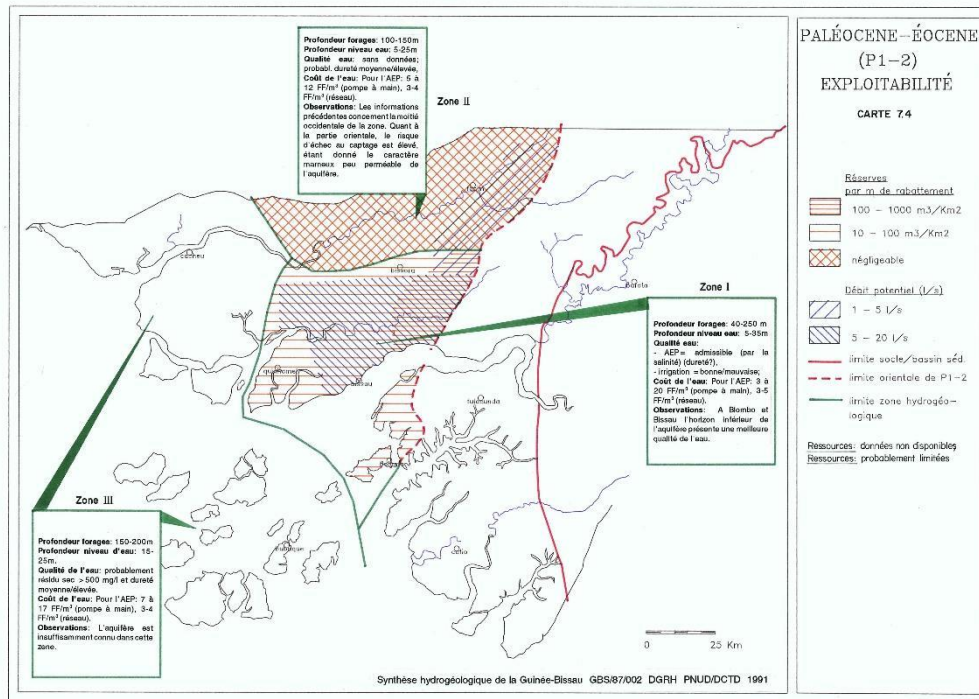 Profondeur forages: 100-150m
Profondeur niveau eau: 5-25m
Qualité eau: sans données;
probabl. dureté moyenne/élevée,
Coût de l'eau: Pour l'AEP: 5 à
12 FF/m³ (pompe à main), 3-4
FF/m³ (réseau).
Observations: Les informations
précédentes concernent la moitié
occidentale de la zone. Quant à
la partie orientale, le risque
d'échec au captage est élevé,
étant donné le caractère
marneux peu perméable de
l'aquifère.
Zone II
Zone I
Profondeur forages: 40-250 m
Profondeur niveau eau: 5-35m
Qualité eau:
- AEP= admissible (par la
salinité) (dureté?),
- irrigation =bonne/mauvaise;
Coût de l'eau: Pour l'AEP: 3 à
20 FF/m³ (pompe à main), 3-5
FF/m³ (réseau).
Observations: A Biombo et
Bissau l'horizon inférieur de
l'aquifère présente une meilleure
qualité de l'eau.
Zone III
Profondeur forages: 150-200m
Profondeur niveau d'eau: 15-
25m.
Qualité de l'eau: probablement
résidu sec >500 mg/l et dureté
moyenne/élevée.
Coût de l'eau: Pour l'AEP: 7 à
17 FF/m³ (pompe à main), 3-4
FF/m³ (réseau).
Observations: L'aquifère est
insuffisamment connu dans cette
zone.
bafata
bissau
0 25 Km
Synthèse hydrogéologique de la Guinée-Bissau GBS/87/002 DGRH PNUD/DCTD 1991
PALÉOCENE-ÉOCENE
(P1-2)
EXPLOITABILITÉ
CARTE 7.4
Réserves
par m de rabattement
100 - 1000 m3/Km2
10 - 100 m3/Km2
négligeable
Débit potentiel (l/s)
1 - 5 l/s
5 - 20 l/s
limite socle/bassin séd.
limite orientale de P1-2
limite zone hydrogéo-
logique
Ressources: données non disponibles
Ressources: probablement limitées